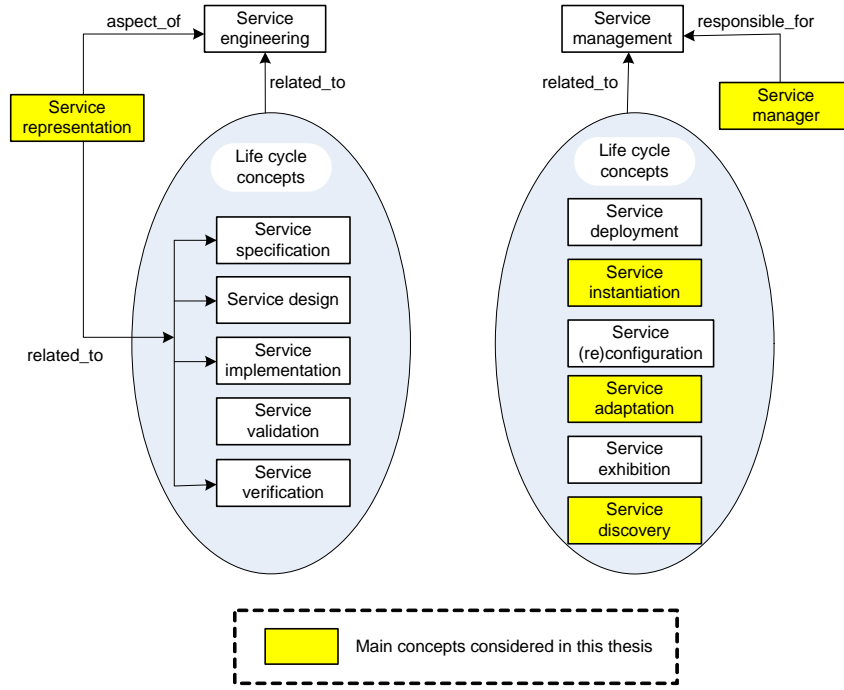 aspect_of
Service
engineering
related_to
Service
representation
Life cycle
concepts
Service
specification
Service design
Service
implementation
Service
validation
Service
verification
related_to
Service
management
responsible_for
related_to
Service
manager
Life cycle
concepts
Service
deployment
Service
instantiation
Service
(re)configuration
Service
adaptation
Service
exhibition
Service
discovery
Main concepts considered in this thesis